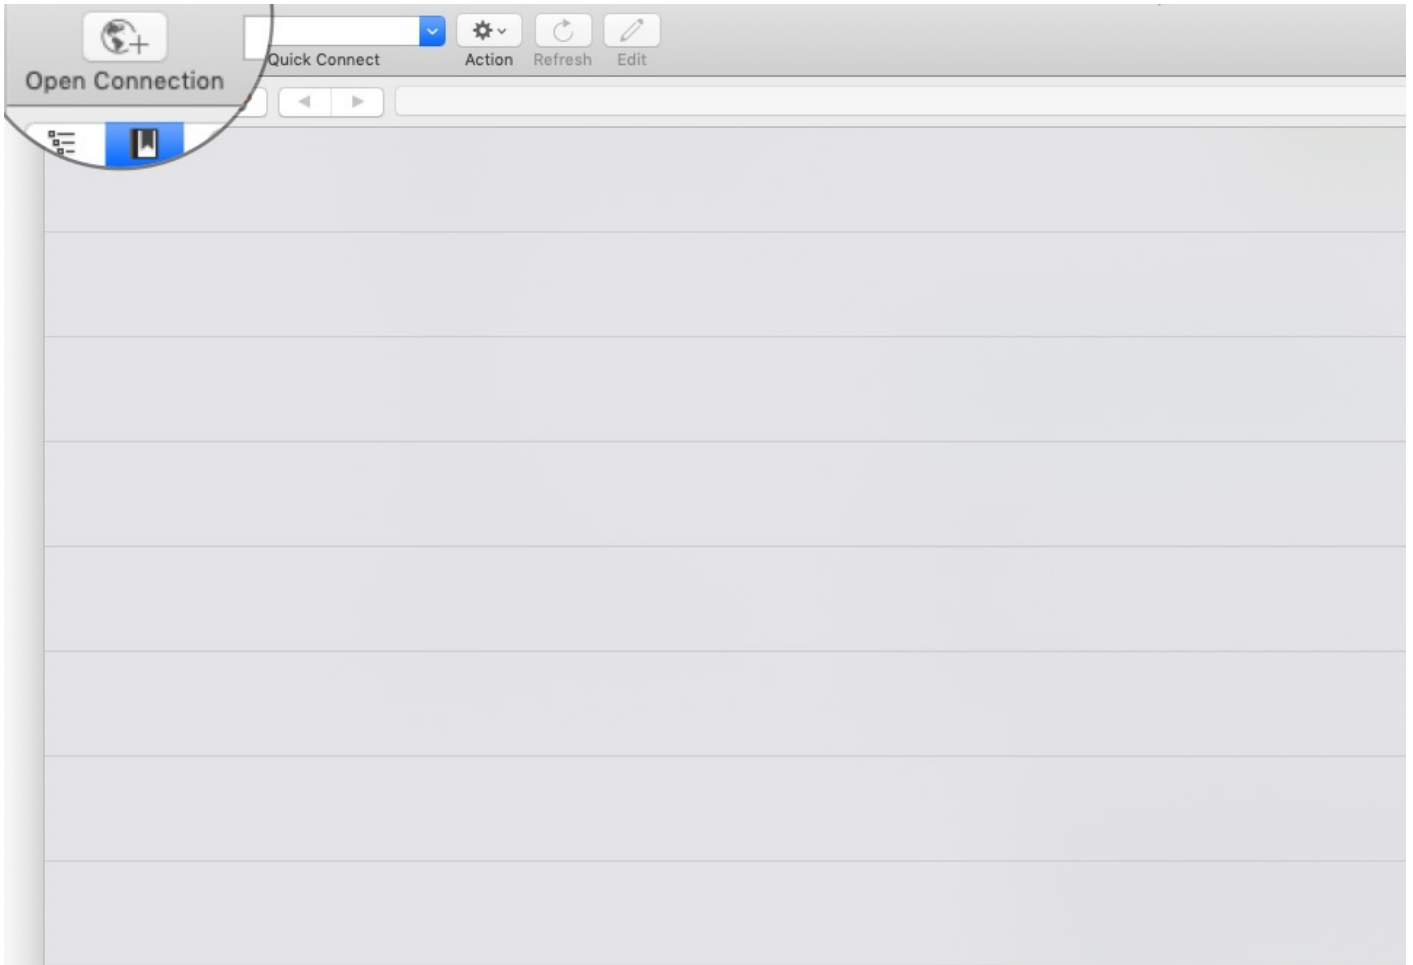 Open Connection
Quick Connect
Action
Refresh
Edit